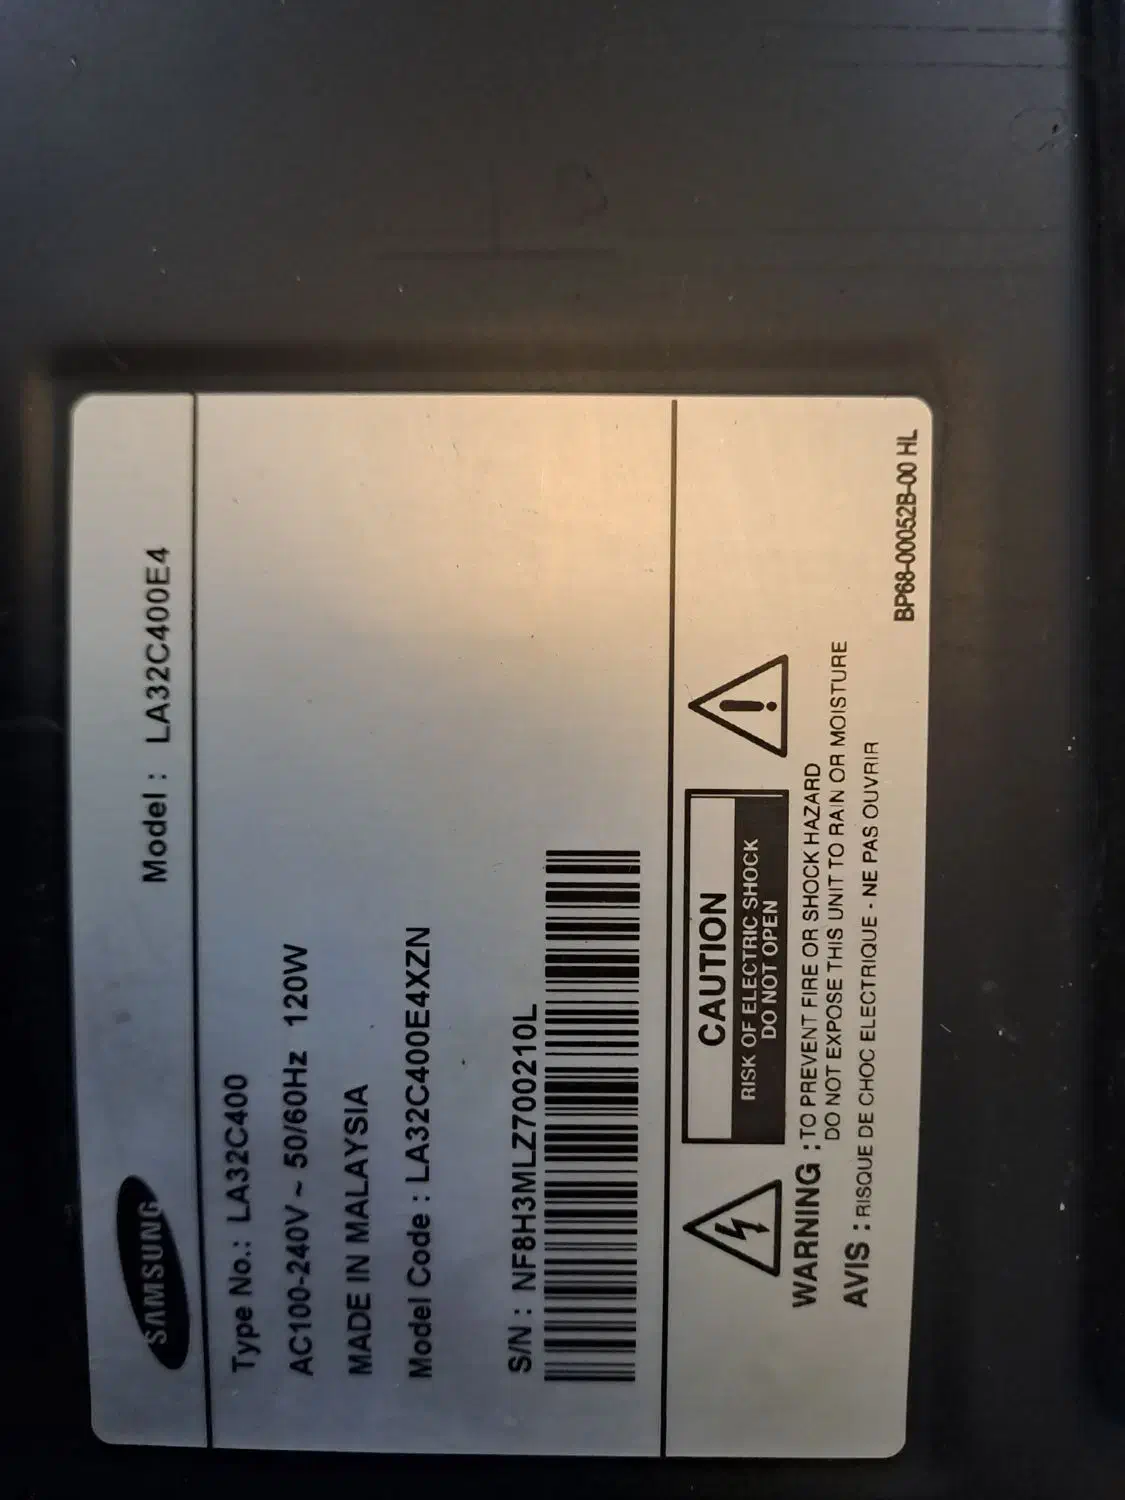 SAMSUNG
Model : LA32C400E4
Type No.: LA32C400
AC100-240V ~ 50/60Hz 120W
MADE IN MALAYSIA
Model Code : LA32C400E4XZN
S/N : NF8H3MLZ700210L
CAUTION
RISK OF ELECTRIC SHOCK
DO NOT OPEN
WARNING : TO PREVENT FIRE OR SHOCK HAZARD
DO NOT EXPOSE THIS UNIT TO RAIN OR MOISTURE
AVIS : RISQUE DE CHOC ELECTRIQUE - NE PAS OUVRIR
BP68-00052B-00 HL